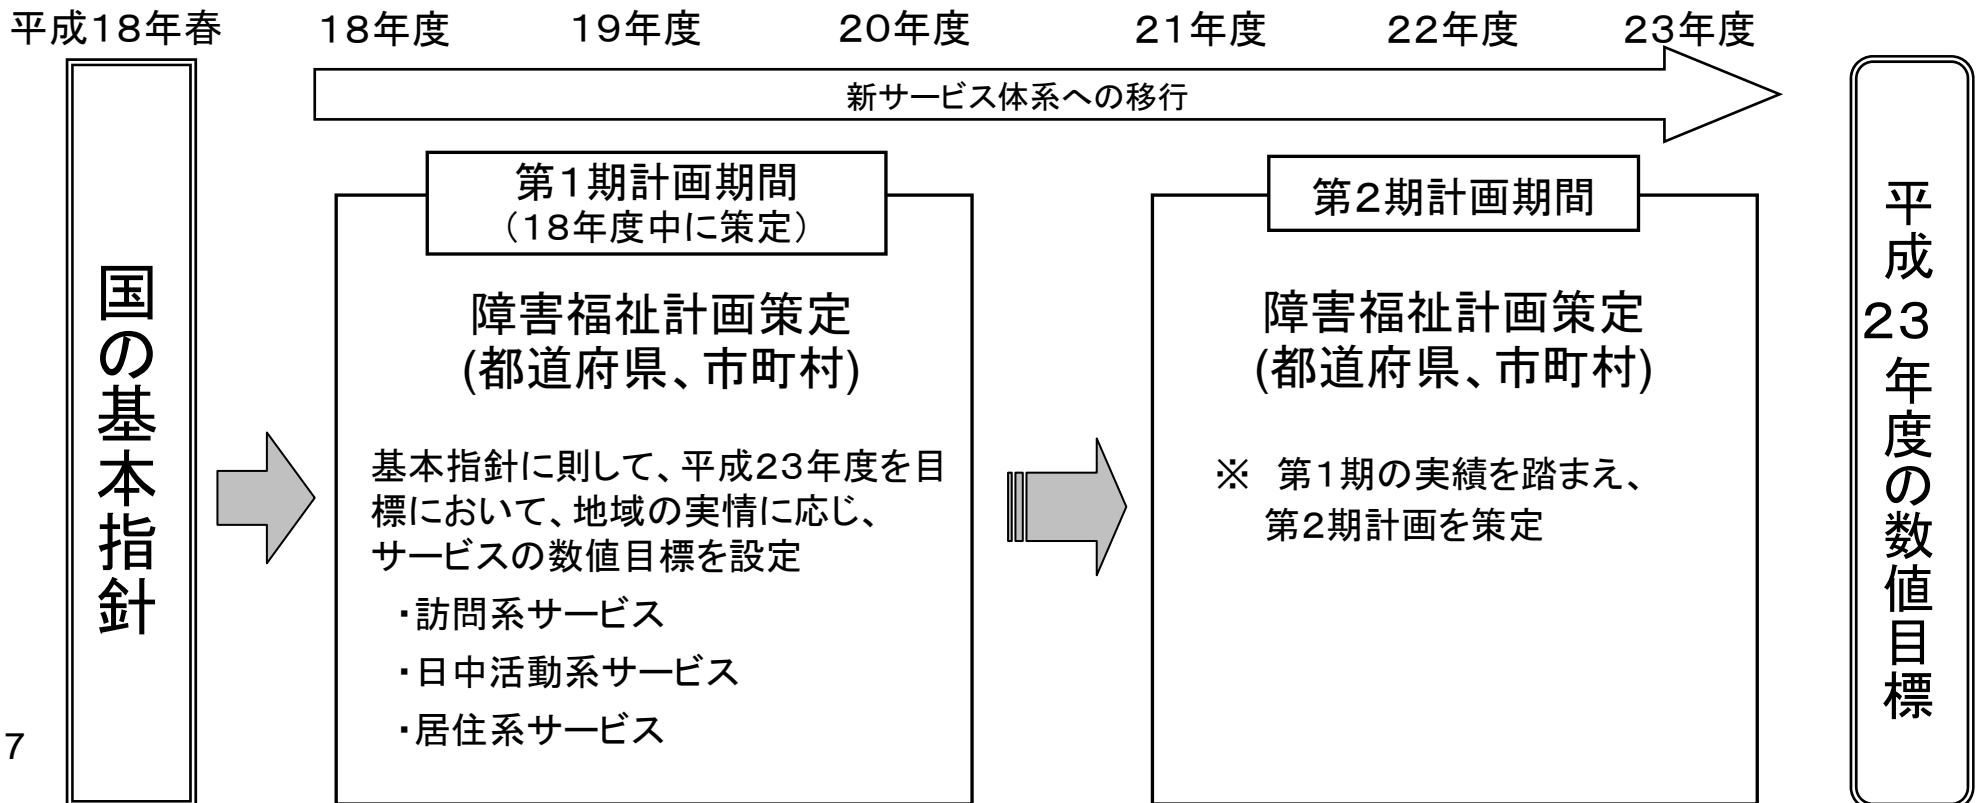 平成18年春
18年度
19年度
20年度
21年度
22年度
23年度
新サービス体系への移行
国の基本指針
第1期計画期間
（18年度中に策定）
障害福祉計画策定
(都道府県、市町村)
基本指針に則して、平成23年度を目
標において、地域の実情に応じ、
サービスの数値目標を設定
・訪問系サービス
・日中活動系サービス
・居住系サービス
第2期計画期間
障害福祉計画策定
(都道府県、市町村)
※ 第1期の実績を踏まえ、
第2期計画を策定
平成23年度の数値目標
7